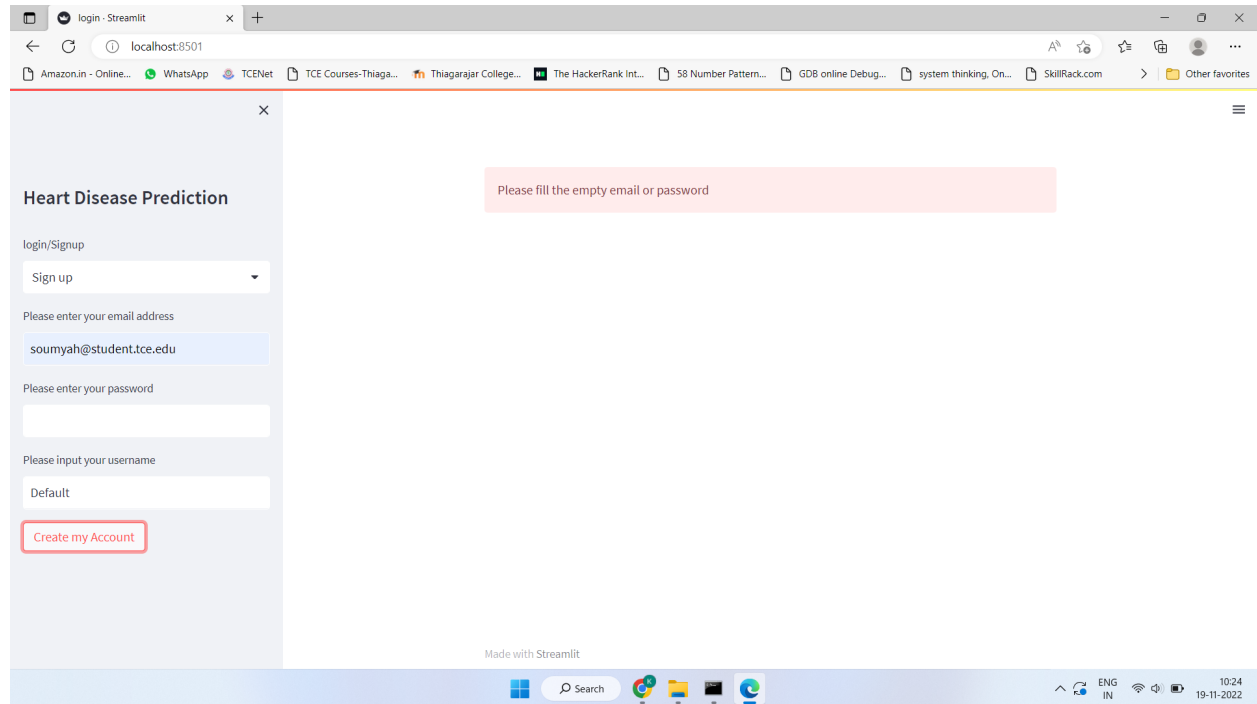 login · Streamlit
localhost:8501
Amazon.in - Online... WhatsApp TCENet TCE Courses-Thiaga... Thiagarajar College... The HackerRank Int... 58 Number Pattern... GDB online Debug... system thinking, On... SkillRack.com Other favorites
Heart Disease Prediction
login/Signup
Sign up
Please enter your email address
soumyah@student.tce.edu
Please enter your password
Please input your username
Default
Create my Account
Please fill the empty email or password
Made with Streamlit
Search
ENG
IN
10:24
19-11-2022